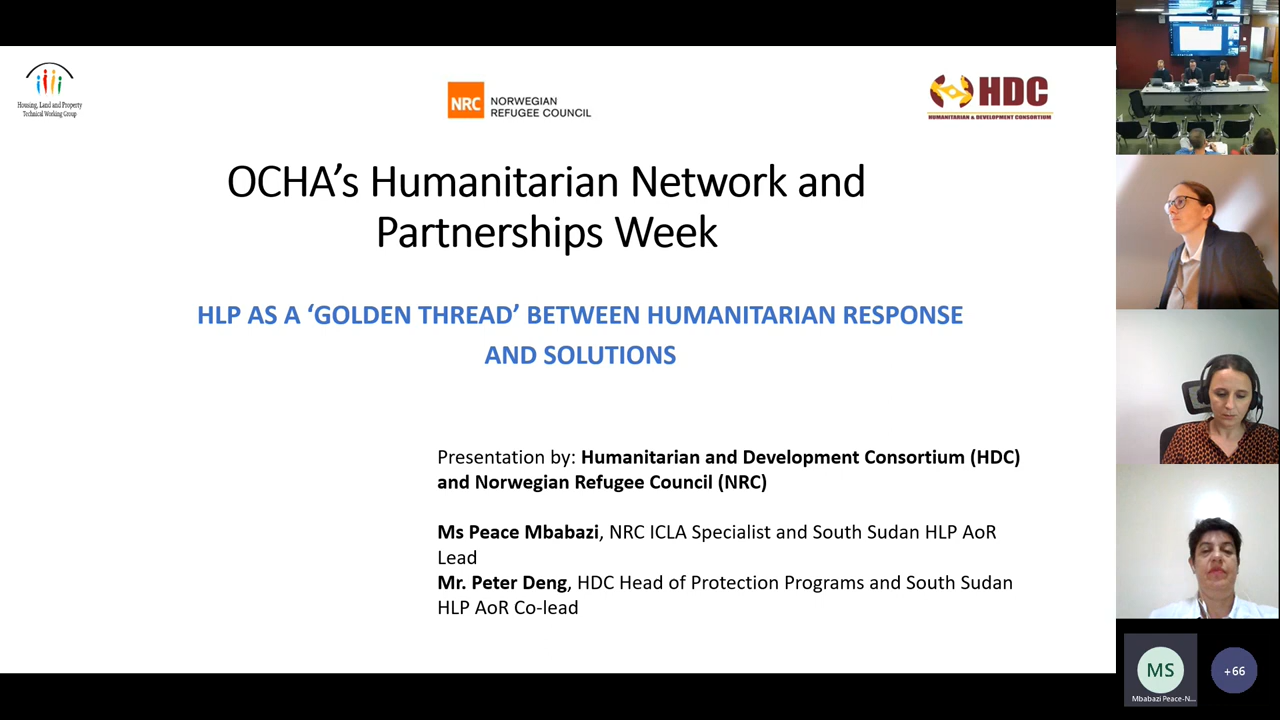 Housing, Land and Property
Technical Working Group
NRC
NORWEGIAN
REFUGEE COUNCIL
HDC
HUMANITARIAN & DEVELOPMENT CONSORTIUM
OCHA’s Humanitarian Network and
Partnerships Week
HLP AS A ‘GOLDEN THREAD’ BETWEEN HUMANITARIAN RESPONSE
AND SOLUTIONS
Presentation by: Humanitarian and Development Consortium (HDC)
and Norwegian Refugee Council (NRC)
Ms Peace Mbabazi, NRC ICLA Specialist and South Sudan HLP AoR
Lead
Mr. Peter Deng, HDC Head of Protection Programs and South Sudan
HLP AoR Co-lead
MS
+66
Mbabazi Peace-N...